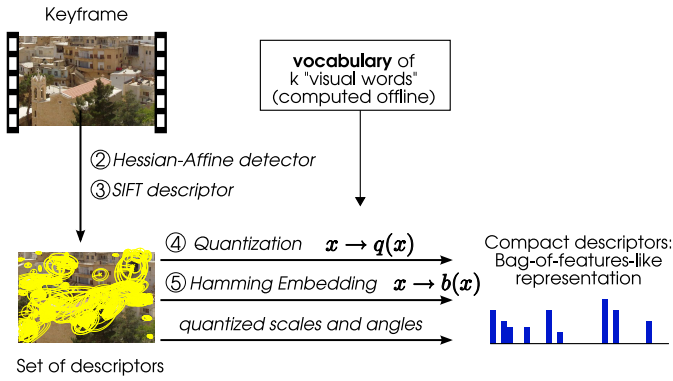 Keyframe
vocabulary of
k "visual words"
(computed offline)
② Hessian-Affine detector
③ SIFT descriptor
④ Quantization x → q(x)
⑤ Hamming Embedding x → b(x)
quantized scales and angles
Compact descriptors:
Bag-of-features-like
representation
Set of descriptors